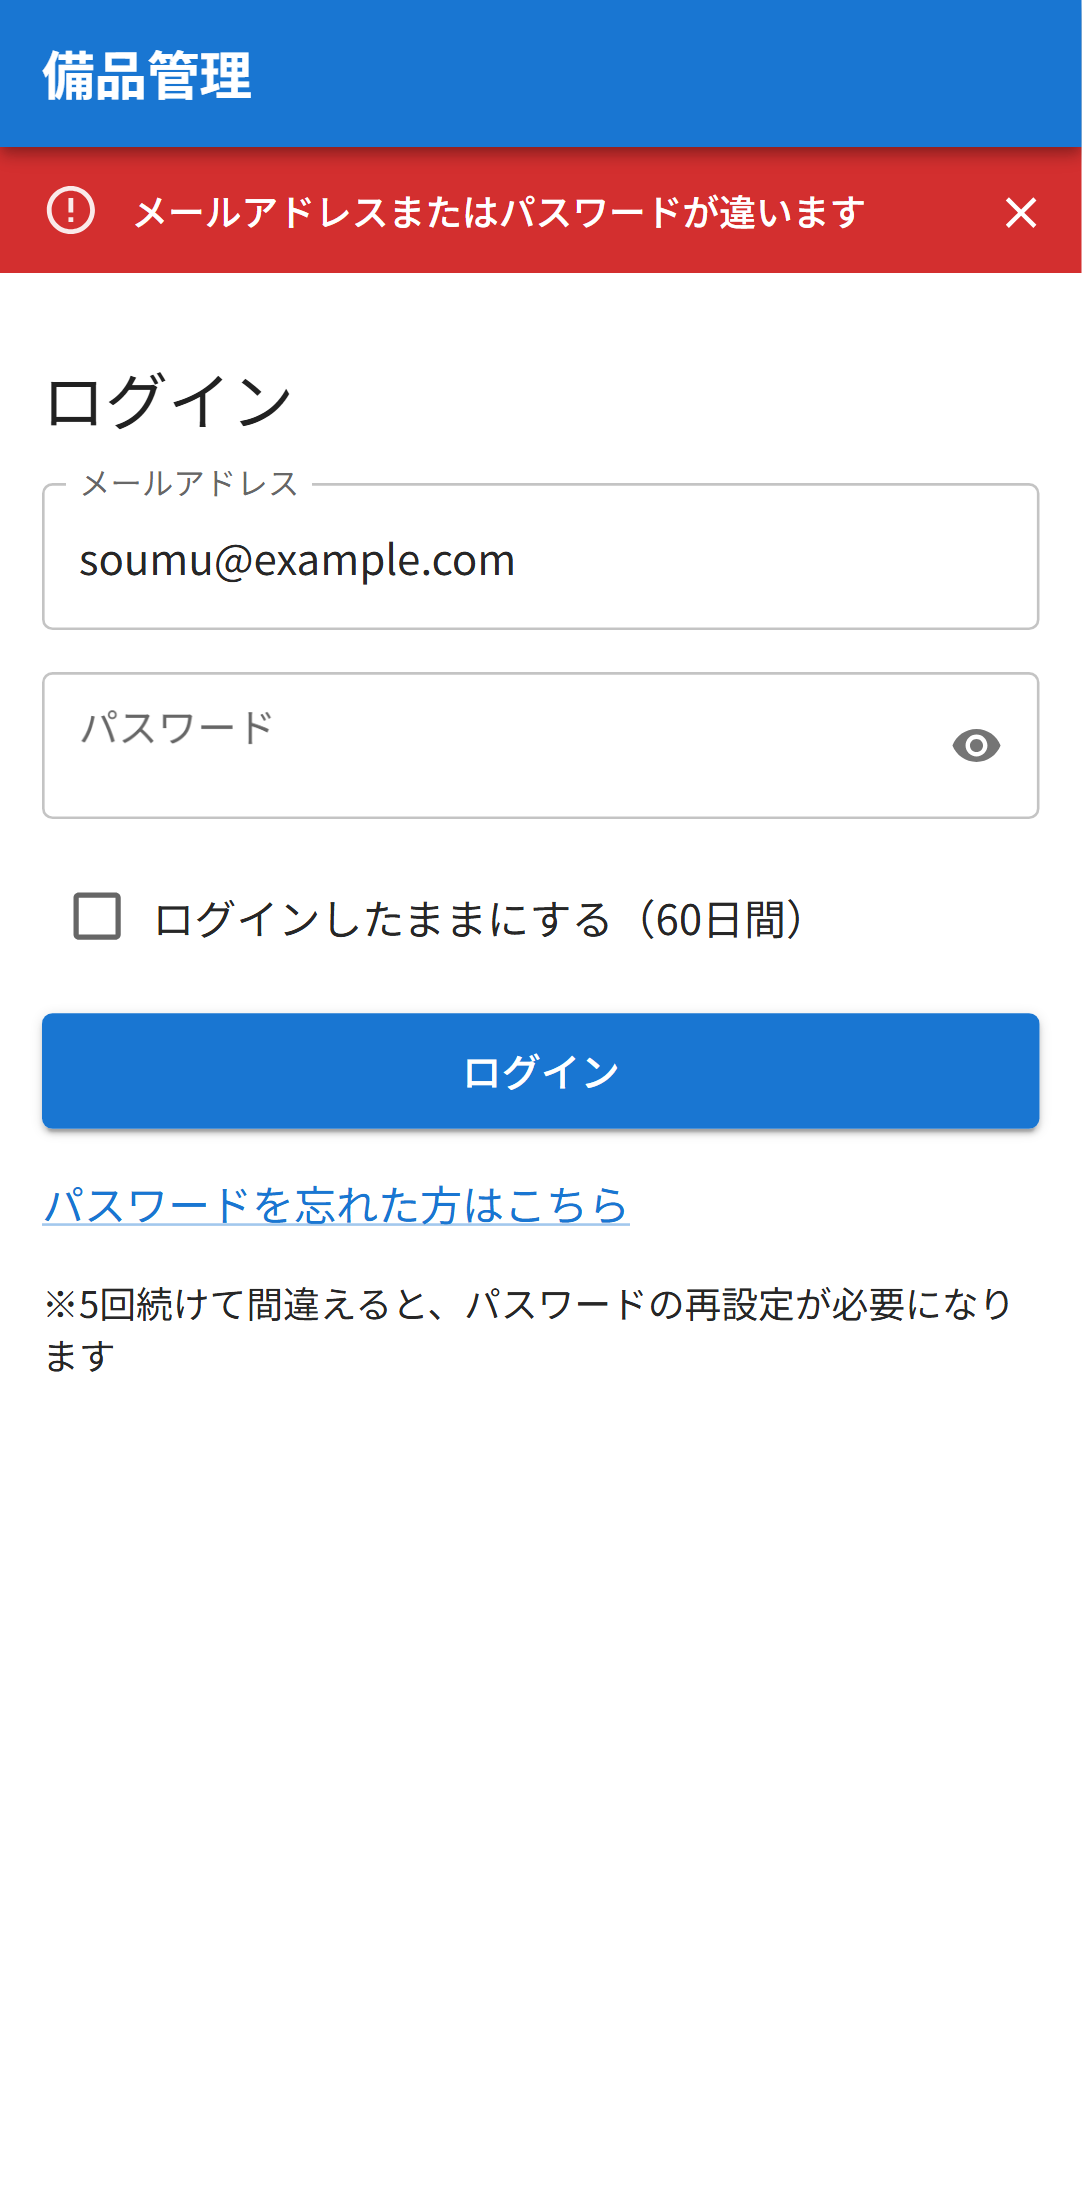 備品管理
メールアドレスまたはパスワードが違います
ログイン
メールアドレス
soumu@example.com
パスワード
ログインしたままにする（60日間）
ログイン
パスワードを忘れた方はこちら
※5回続けて間違えると、パスワードの再設定が必要になり
ます